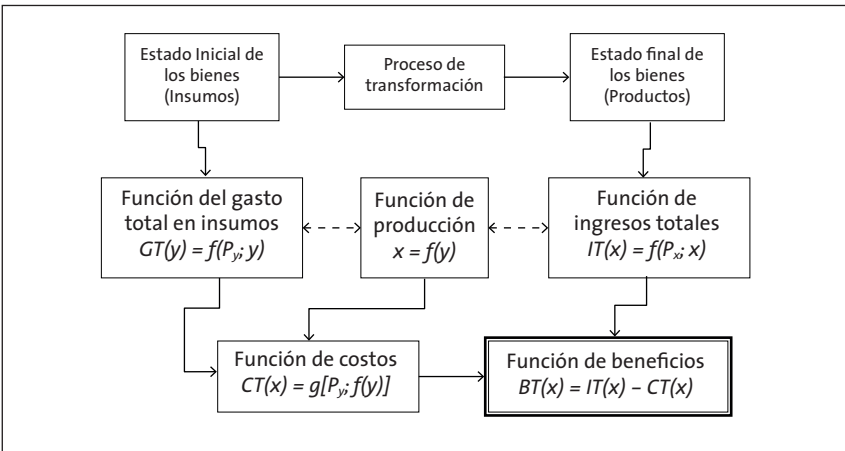 Estado Inicial de
los bienes
(Insumos)
Proceso de
transformación
Estado final de
los bienes
(Productos)
Función del gasto
total en insumos
GT(y) = f(Py; y)
Función de
producción
x = f(y)
Función de
ingresos totales
IT(x) = f(Px; x)
Función de costos
CT(x) = g[Py; f(y)]
Función de beneficios
BT(x) = IT(x) – CT(x)